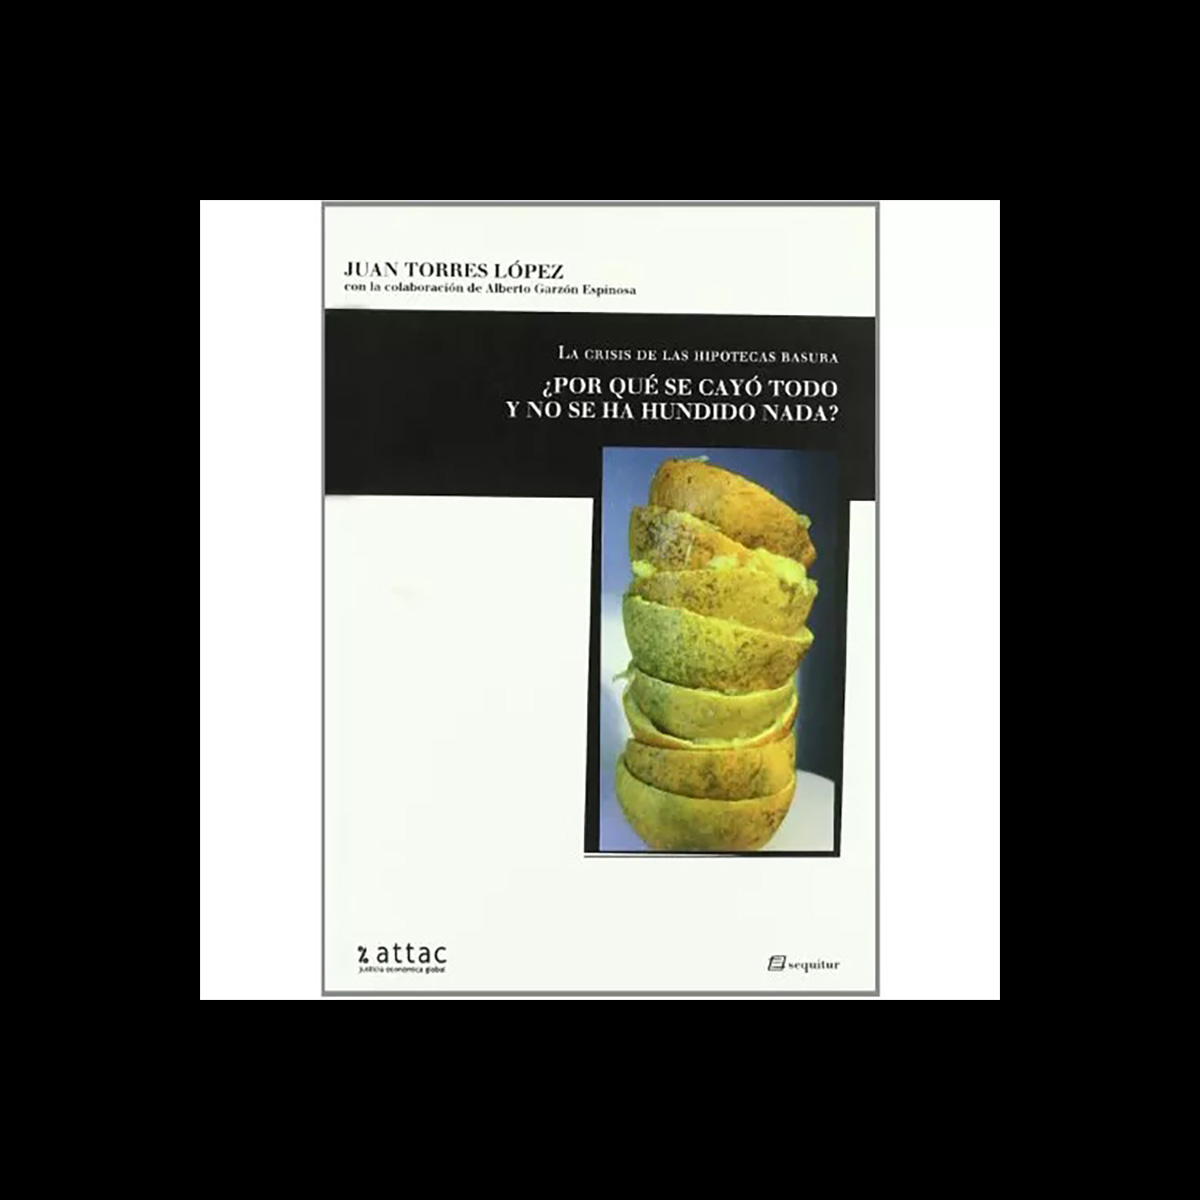 JUAN TORRES LÓPEZ
con la colaboración de Alberto Garzón Espinosa
LA CRISIS DE LAS HIPOTECAS BASURA
¿POR QUÉ SE CAYÓ TODO
Y NO SE HA HUNDIDO NADA?
% attac
justicia económica global
sequitur